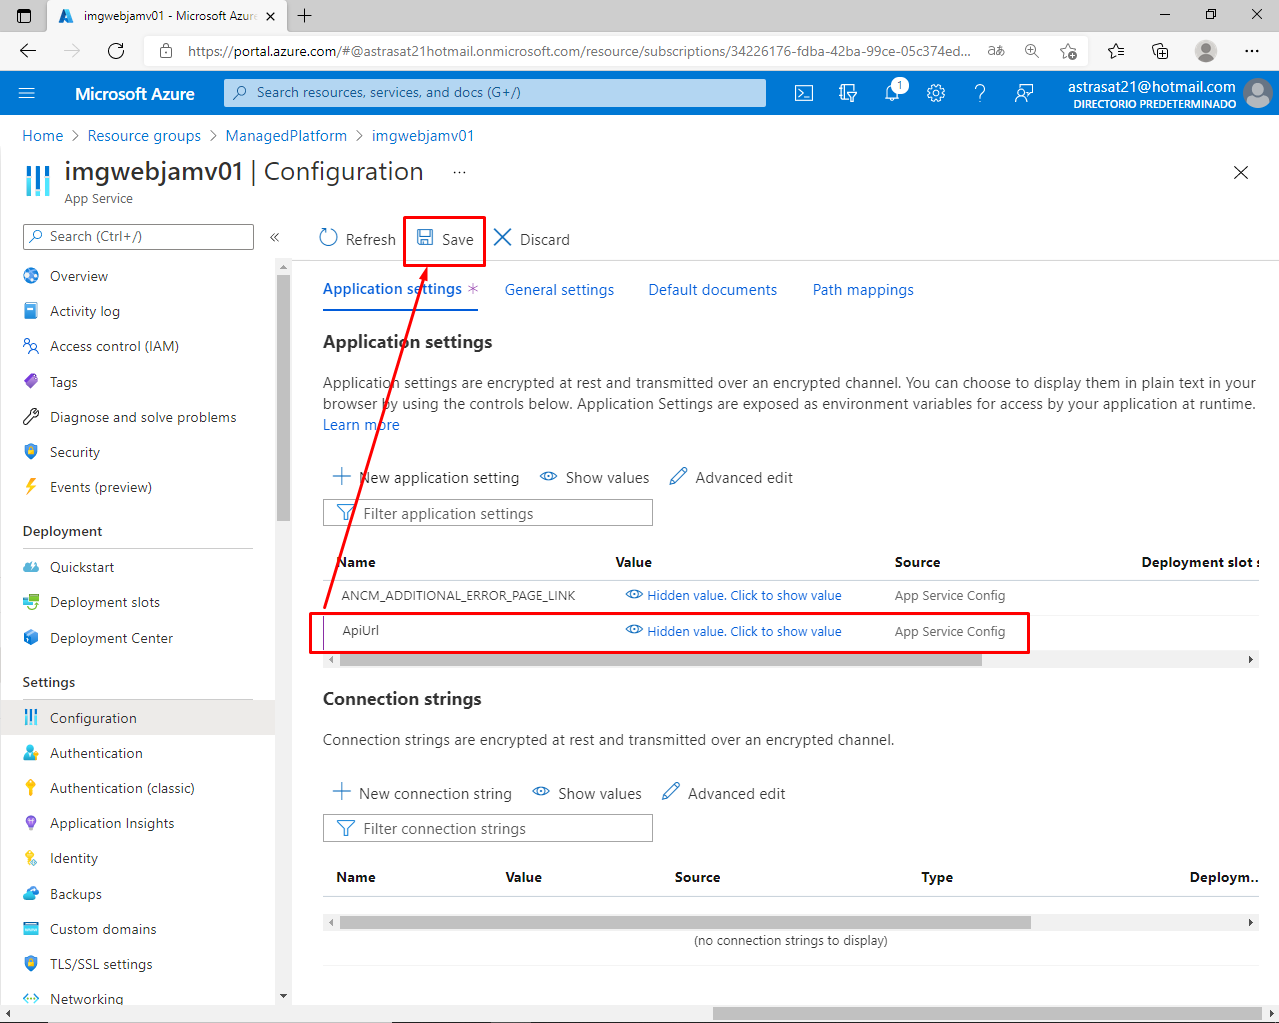 imgwebjamv01 - Microsoft Azure
https://portal.azure.com/#@astrasat21hotmail.onmicrosoft.com/resource/subscriptions/34226176-fdba-42ba-99ce-05c374ed...
Microsoft Azure
Search resources, services, and docs (G+/)
1
astrasat21@hotmail.com
DIRECTORIO PREDETERMINADO
Home > Resource groups > ManagedPlatform > imgwebjamv01
imgwebjamv01 | Configuration ...
App Service
Search (Ctrl+/)
«
Overview
Activity log
Access control (IAM)
Tags
Diagnose and solve problems
Security
Events (preview)
Deployment
Quickstart
Deployment slots
Deployment Center
Settings
Configuration
Authentication
Authentication (classic)
Application Insights
Identity
Backups
Custom domains
TLS/SSL settings
Networking
Refresh Save Discard
Application settings * General settings Default documents Path mappings
Application settings
Application settings are encrypted at rest and transmitted over an encrypted channel. You can choose to display them in plain text in your
browser by using the controls below. Application Settings are exposed as environment variables for access by your application at runtime.
Learn more
New application setting Show values Advanced edit
Filter application settings
Name Value Source Deployment slot s
ANCM_ADDITIONAL_ERROR_PAGE_LINK Hidden value. Click to show value App Service Config
ApiUrl Hidden value. Click to show value App Service Config
Connection strings
Connection strings are encrypted at rest and transmitted over an encrypted channel.
New connection string Show values Advanced edit
Filter connection strings
Name Value Source Type Deploym..
(no connection strings to display)